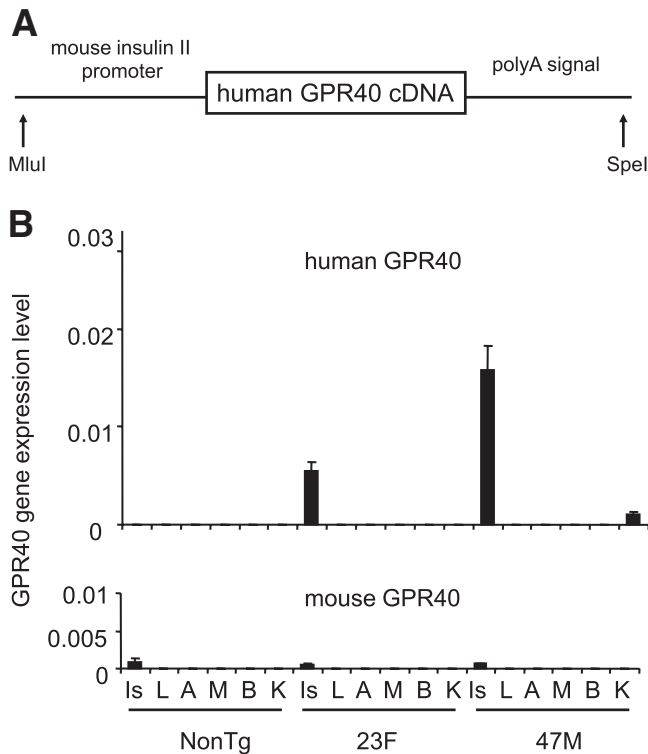 A
mouse insulin II
promoter
human GPR40 cDNA
polyA signal
MluI
SpeI
B
GPR40 gene expression level
human GPR40
0.03
0.02
0.01
0
mouse GPR40
0.01
0.005
0
Is L A M B K Is L A M B K Is L A M B K
NonTg 23F 47M